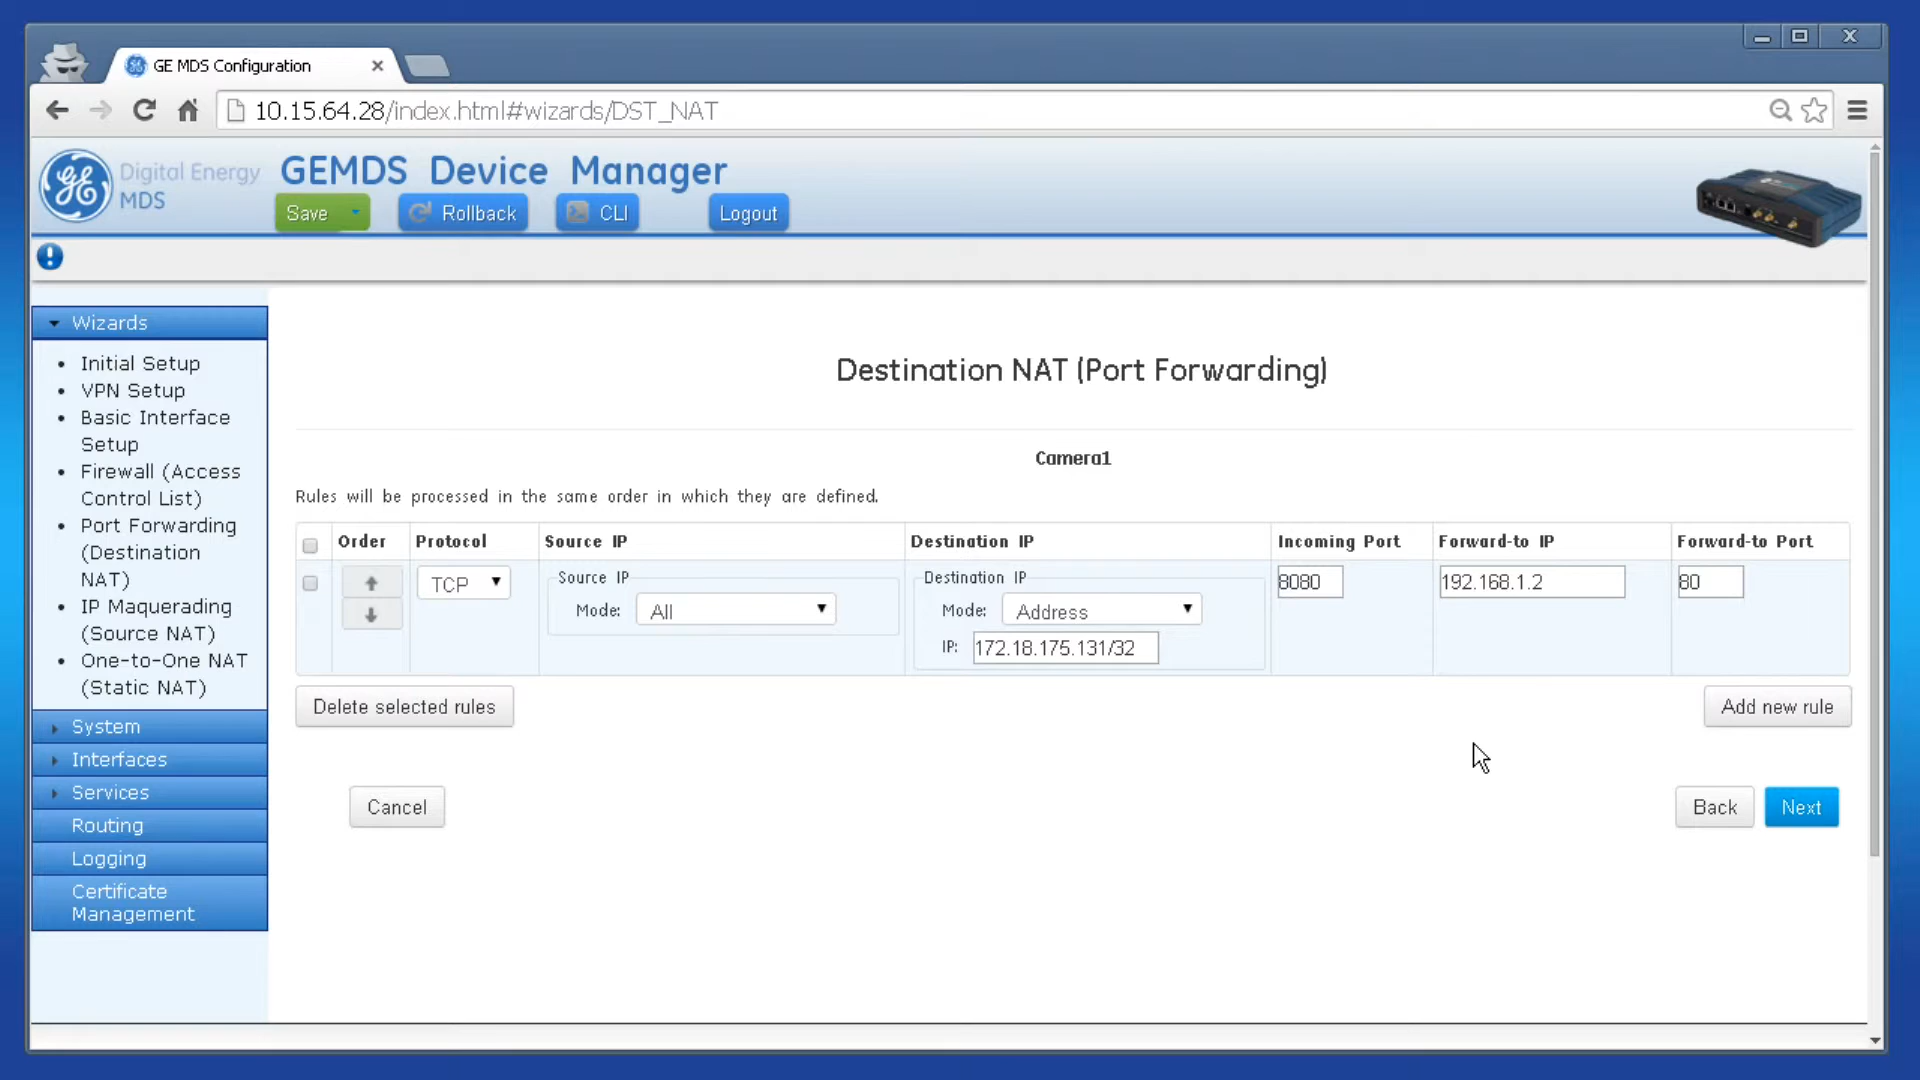 GE MDS Configuration
10.15.64.28/index.html#wizards/DST_NAT
Digital Energy
MDS
GEMDS Device Manager
Save
Rollback
CLI
Logout
Wizards
Initial Setup
VPN Setup
Basic Interface
Setup
Firewall (Access
Control List)
Port Forwarding
(Destination
NAT)
IP Maquerading
(Source NAT)
One-to-One NAT
(Static NAT)
System
Interfaces
Services
Routing
Logging
Certificate
Management
Destination NAT (Port Forwarding)
Camera1
Rules will be processed in the same order in which they are defined.
Order Protocol Source IP Destination IP Incoming Port Forward-to IP Forward-to Port
TCP
Source IP
Mode: All
Destination IP
Mode: Address
IP: 172.18.175.131/32
8080
192.168.1.2
80
Delete selected rules
Add new rule
Cancel
Back
Next